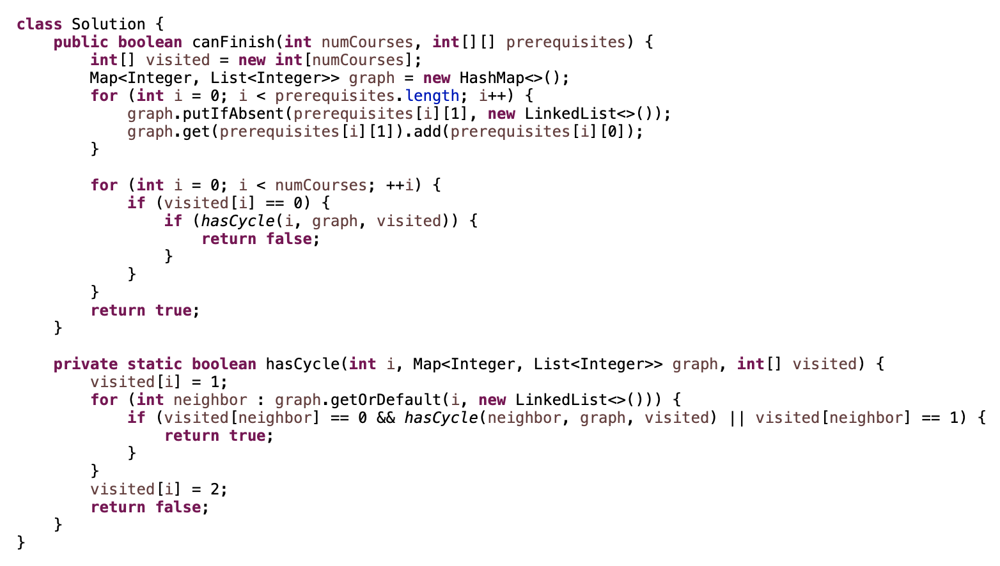 class Solution {
    public boolean canFinish(int numCourses, int[][] prerequisites) {
        int[] visited = new int[numCourses];
        Map<Integer, List<Integer>> graph = new HashMap<>();
        for (int i = 0; i < prerequisites.length; i++) {
            graph.putIfAbsent(prerequisites[i][1], new LinkedList<>());
            graph.get(prerequisites[i][1]).add(prerequisites[i][0]);
        }

        for (int i = 0; i < numCourses; ++i) {
            if (visited[i] == 0) {
                if (hasCycle(i, graph, visited)) {
                    return false;
                }
            }
        }
        return true;
    }

    private static boolean hasCycle(int i, Map<Integer, List<Integer>> graph, int[] visited) {
        visited[i] = 1;
        for (int neighbor : graph.getOrDefault(i, new LinkedList<>())) {
            if (visited[neighbor] == 0 && hasCycle(neighbor, graph, visited) || visited[neighbor] == 1) {
                return true;
            }
        }
        visited[i] = 2;
        return false;
    }
}